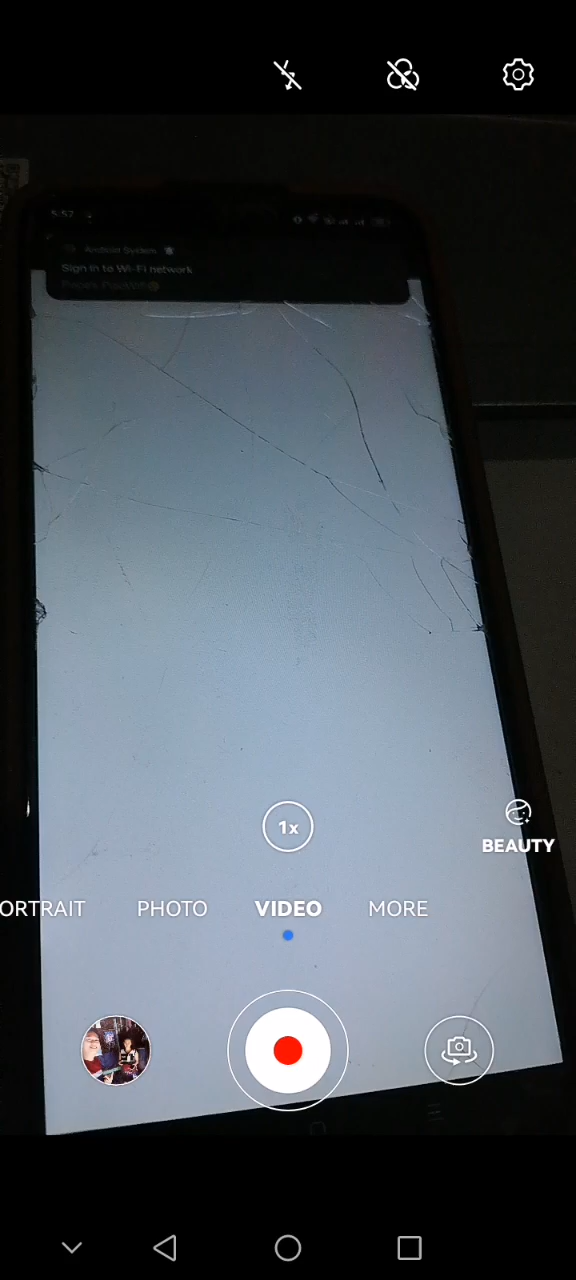 5:57
Android System
Sign in to Wi-Fi network
1x
BEAUTY
ORTRAIT PHOTO VIDEO MORE